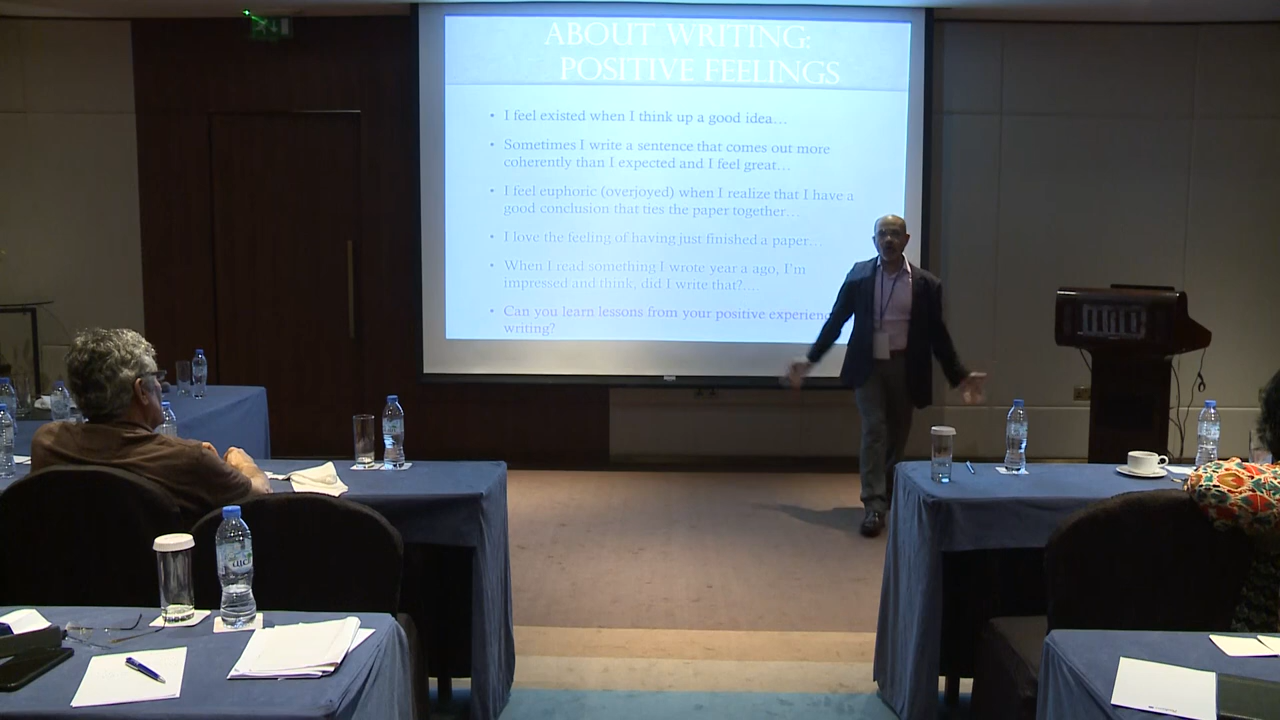 ABOUT WRITING:
POSITIVE FEELINGS
• I feel existed when I think up a good idea…
• Sometimes I write a sentence that comes out more
coherently than I expected and I feel great…
• I feel euphoric (overjoyed) when I realize that I have a
good conclusion that ties the paper together…
• I love the feeling of having just finished a paper…
• When I read something I wrote year a ago, I'm
impressed and think, did I write that?….
• Can you learn lessons from your positive
writing?